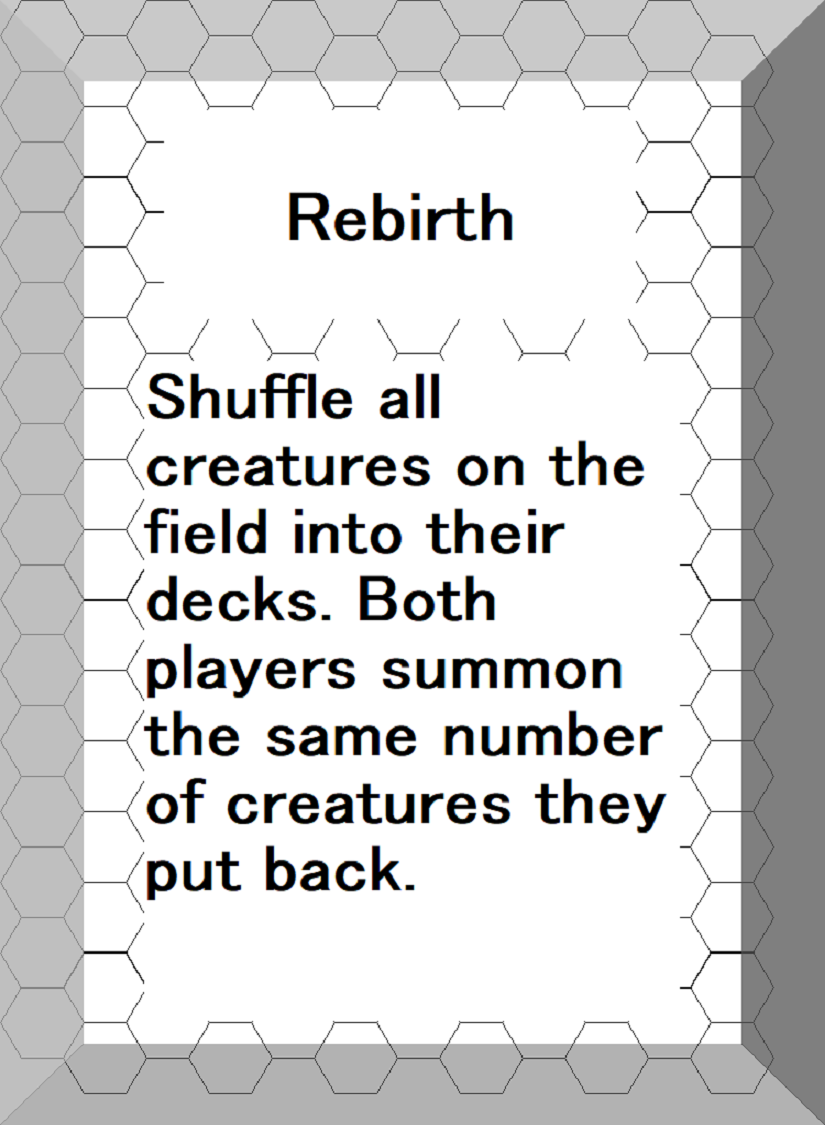 Rebirth
Shuffle all
creatures on the
field into their
decks. Both
players summon
the same number
of creatures they
put back.